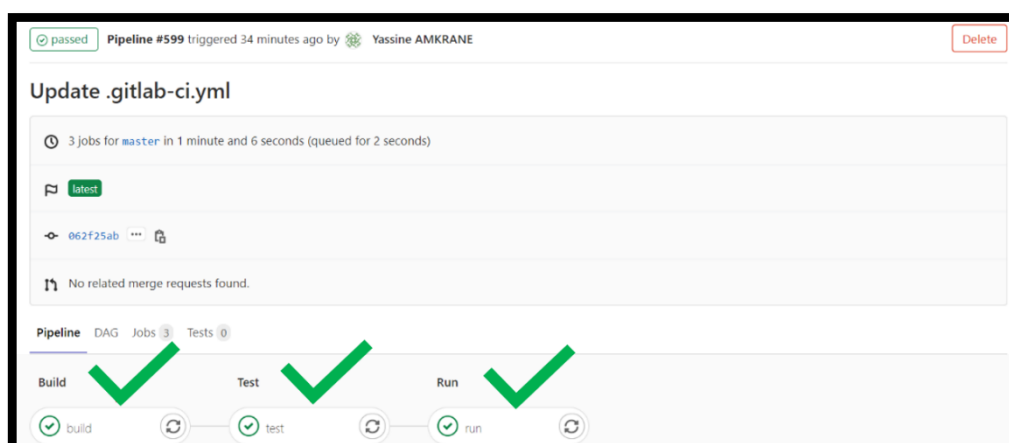 passed Pipeline #599 triggered 34 minutes ago by Yassine AMKRANE Delete
Update .gitlab-ci.yml
3 jobs for master in 1 minute and 6 seconds (queued for 2 seconds)
latest
062f25ab ...
No related merge requests found.
Pipeline DAG Jobs 3 Tests 0
Build Test Run
build test run